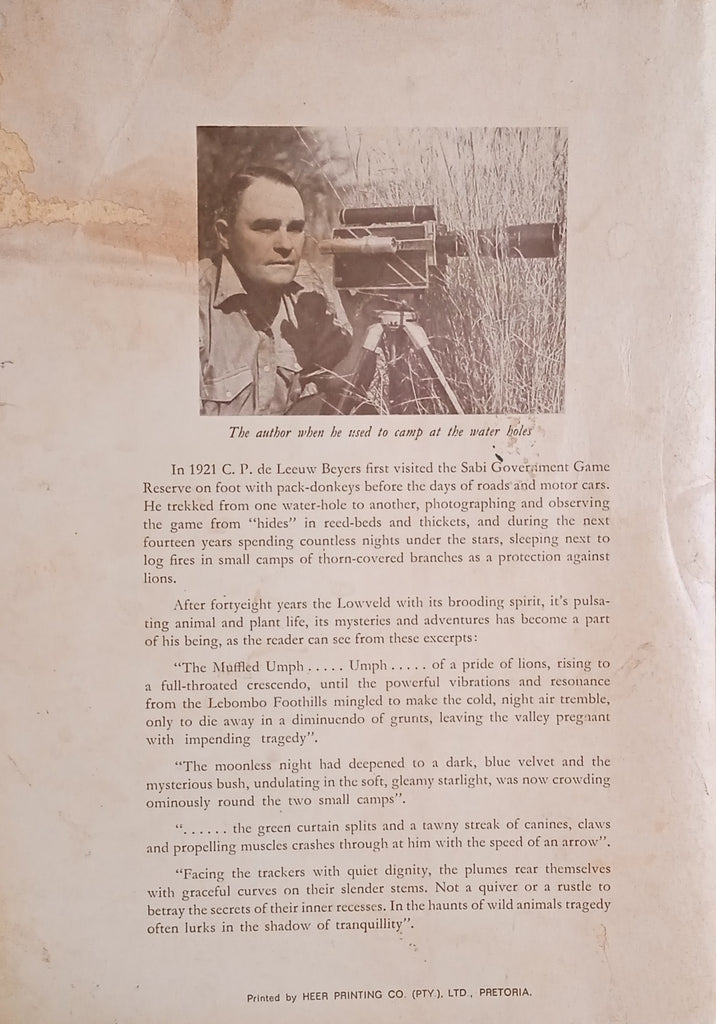 The author when he used to camp at the water holes
In 1921 C. P. de Leeuw Beyers first visited the Sabi Government Game
Reserve on foot with pack-donkeys before the days of roads and motor cars.
He trekked from one water-hole to another, photographing and observing
the game from “hides” in reed-beds and thickets, and during the next
fourteen years spending countless nights under the stars, sleeping next to
log fires in small camps of thorn-covered branches as a protection against
lions.
After fortyeight years the Lowveld with its brooding spirit, it's pulsa-
ting animal and plant life, its mysteries and adventures has become a part
of his being, as the reader can see from these excerpts:
“The Muffled Umph . . . . . Umph . . . . . of a pride of lions, rising to
a full-throated crescendo, until the powerful vibrations and resonance
from the Lebombo Foothills mingled to make the cold, night air tremble,
only to die away in a diminuendo of grunts, leaving the valley pregnant
with impending tragedy”.
“The moonless night had deepened to a dark, blue velvet and the
mysterious bush, undulating in the soft, gleamy starlight, was now crowding
ominously round the two small camps”.
“. . . . . . the green curtain splits and a tawny streak of canines, claws
and propelling muscles crashes through at him with the speed of an arrow”.
“Facing the trackers with quiet dignity, the plumes rear themselves
with graceful curves on their slender stems. Not a quiver or a rustle to
betray the secrets of their inner recesses. In the haunts of wild animals tragedy
often lurks in the shadow of tranquillity”.
Printed by HEER PRINTING CO. (PTY.), LTD., PRETORIA.